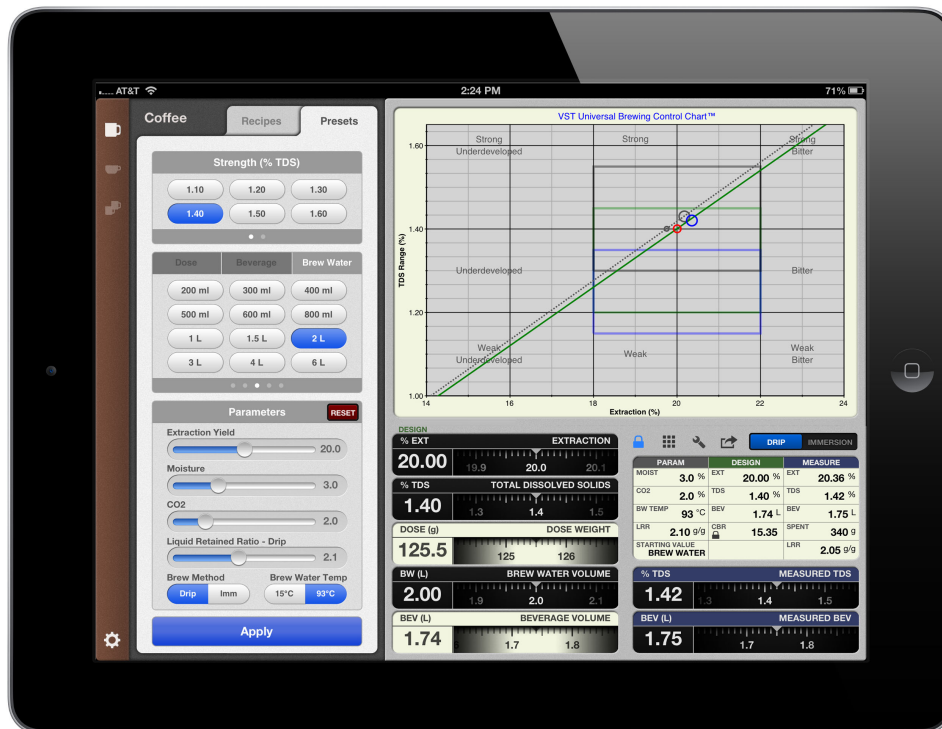 AT&T
2:24 PM
71%
Coffee
Recipes
Presets
Strength (% TDS)
1.10 1.20 1.30
1.40 1.50 1.60
Dose Beverage Brew Water
200 ml 300 ml 400 ml
500 ml 600 ml 800 ml
1 L 1.5 L 2 L
3 L 4 L 6 L
Parameters RESET
Extraction Yield
20.0
Moisture
3.0
CO2
2.0
Liquid Retained Ratio - Drip
2.1
Brew Method Brew Water Temp
Drip Imm 15°C 93°C
Apply
VST Universal Brewing Control Chart™
TDS Range (%)
1.60
1.40
1.20
1.00
Strong Underdeveloped
Strong
Strong Bitter
Underdeveloped
Bitter
Weak Underdeveloped
Weak
Weak Bitter
14 16 18 20 22 24
Extraction (%)
DESIGN
% EXT EXTRACTION
20.00 19.9 20.0 20.1
% TDS TOTAL DISSOLVED SOLIDS
1.40 1.3 1.4 1.5
DOSE (g) DOSE WEIGHT
125.5 125 126
BW (L) BREW WATER VOLUME
2.00 1.9 2.0 2.1
BEV (L) BEVERAGE VOLUME
1.74 1.7 1.8
DRIP IMMERSION
PARAM DESIGN MEASURE
MOIST 3.0 % EXT 20.00 % EXT 20.36 %
CO2 2.0 % TDS 1.40 % TDS 1.42 %
BW TEMP 93 °C BEV 1.74 L BEV 1.75 L
LRR 2.10 g/g CBR 15.35 SPENT 340 g
STARTING VALUE BREW WATER LRR 2.05 g/g
% TDS MEASURED TDS
1.42 1.3 1.4 1.5
BEV (L) MEASURED BEV
1.75 1.7 1.8